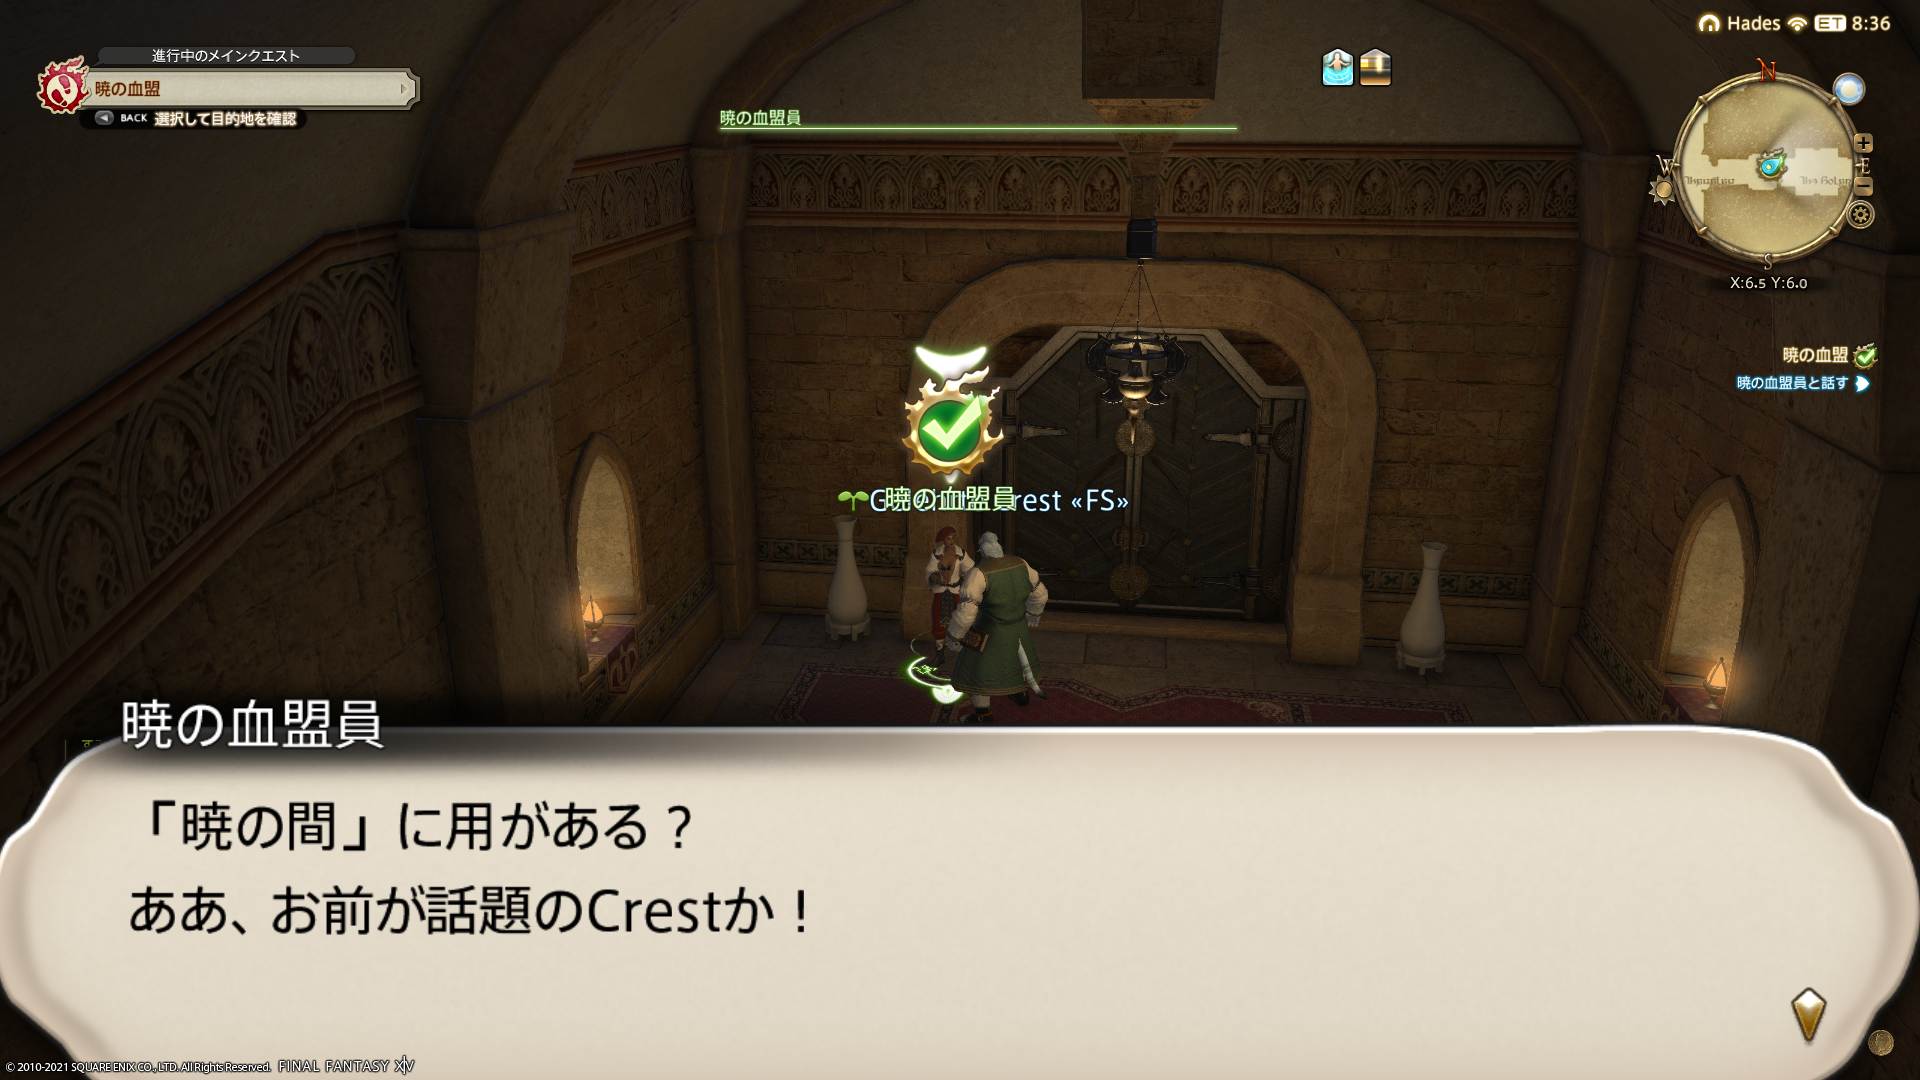 Hades ET 8:36
進行中のメインクエスト
暁の血盟
BACK 選択して目的地を確認
暁の血盟員
N
W
E
S
X:6.5 Y:6.0
暁の血盟
暁の血盟員と話す
暁の血盟員
rest «FS»
暁の血盟員
「暁の間」に用がある？
ああ、お前が話題のCrestか！
© 2010-2021 SQUARE ENIX CO., LTD. All Rights Reserved. FINAL FANTASY XIV